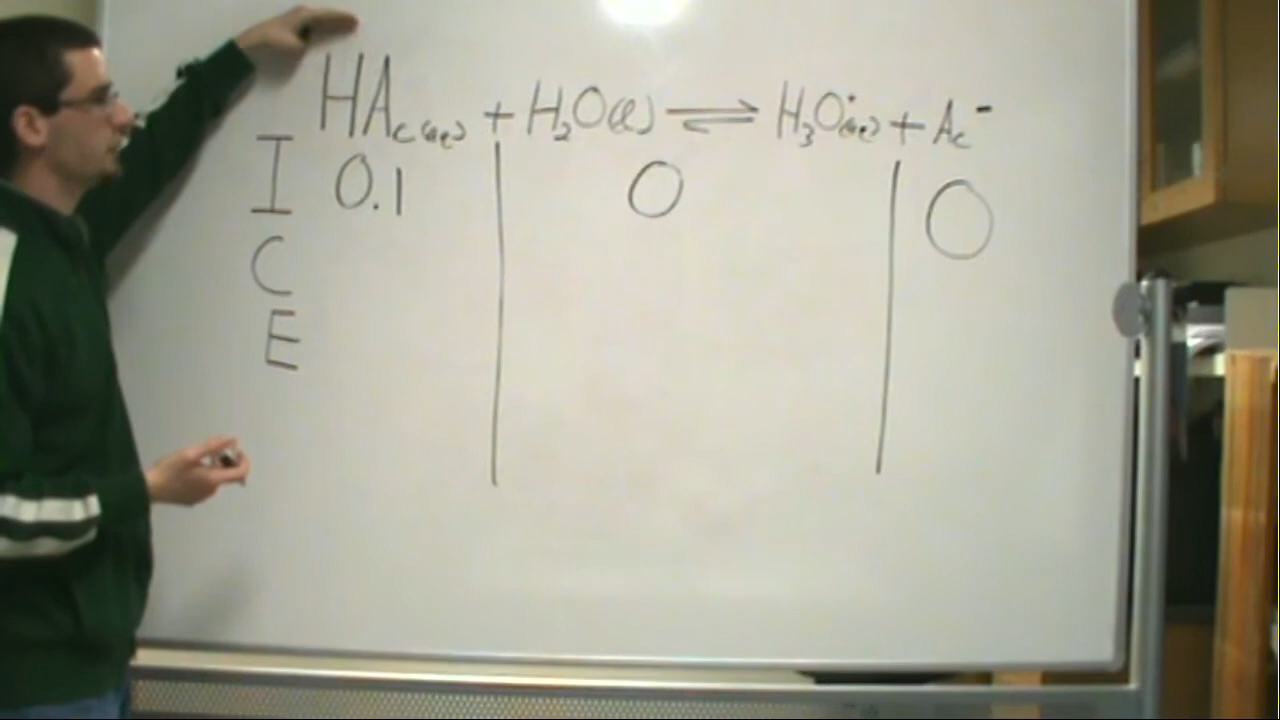 HAc(aq) + H₂O(l) ⇌ H₃O⁺(aq) + Ac⁻
I 0.1 0 0
C
E